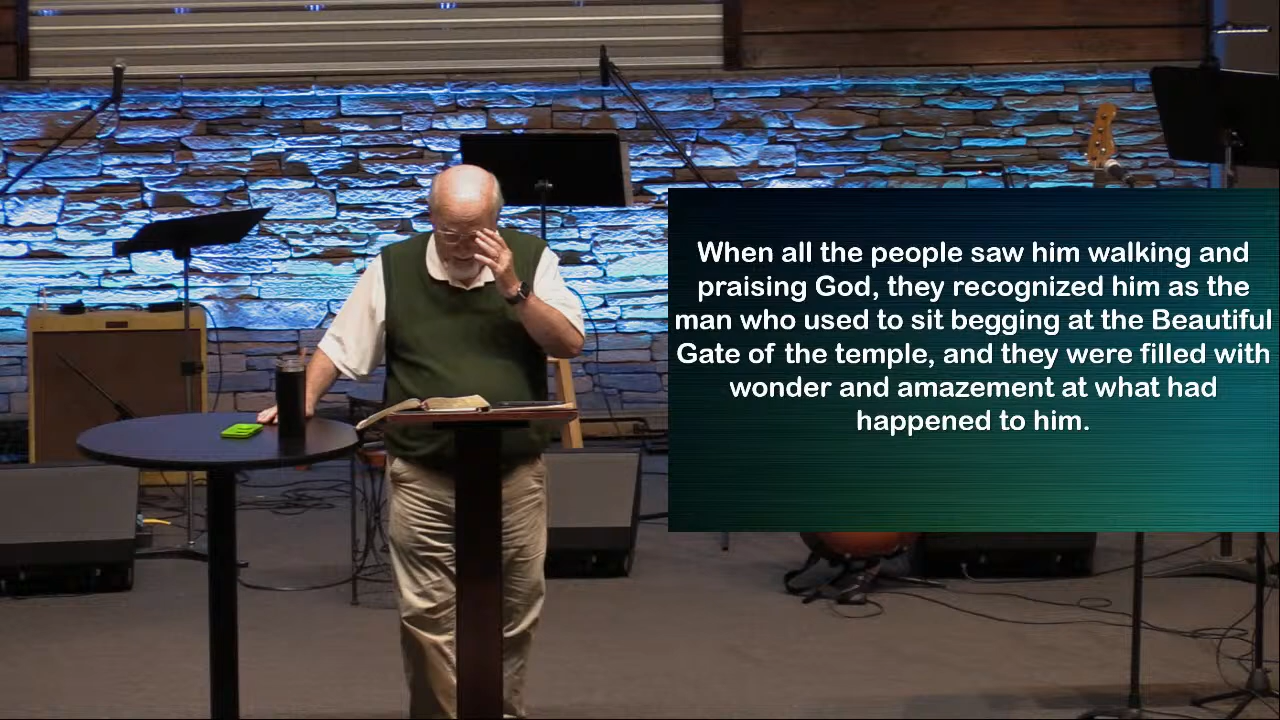 When all the people saw him walking and
praising God, they recognized him as the
man who used to sit begging at the Beautiful
Gate of the temple, and they were filled with
wonder and amazement at what had
happened to him.